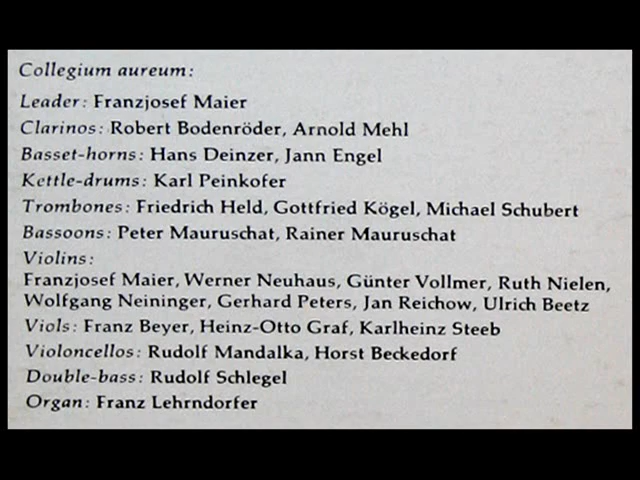 Collegium aureum:
Leader: Franzjosef Maier
Clarinos: Robert Bodenröder, Arnold Mehl
Basset-horns: Hans Deinzer, Jann Engel
Kettle-drums: Karl Peinkofer
Trombones: Friedrich Held, Gottfried Kögel, Michael Schubert
Bassoons: Peter Mauruschat, Rainer Mauruschat
Violins:
Franzjosef Maier, Werner Neuhaus, Günter Vollmer, Ruth Nielen,
Wolfgang Neininger, Gerhard Peters, Jan Reichow, Ulrich Beetz
Viols: Franz Beyer, Heinz-Otto Graf, Karlheinz Steeb
Violoncellos: Rudolf Mandalka, Horst Beckedorf
Double-bass: Rudolf Schlegel
Organ: Franz Lehrndorfer